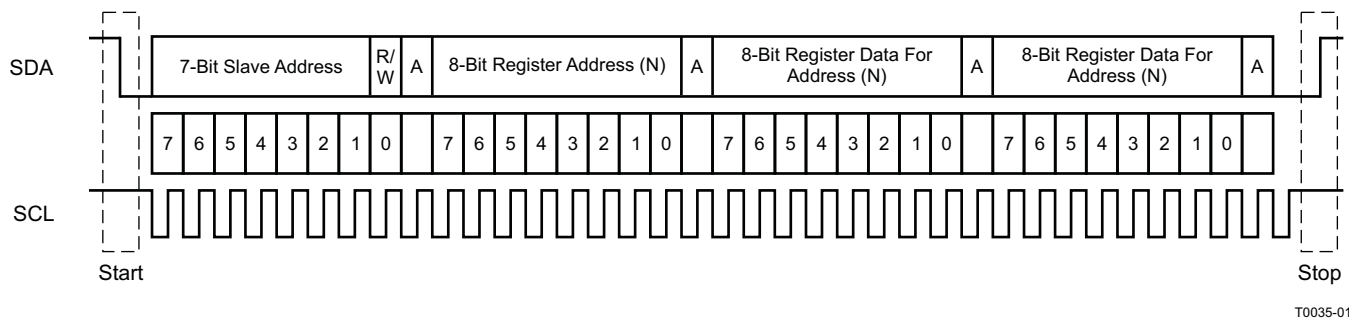 SDA
7-Bit Slave Address
R/
W
A
8-Bit Register Address (N)
A
8-Bit Register Data For
Address (N)
A
8-Bit Register Data For
Address (N)
A
7 6 5 4 3 2 1 0 7 6 5 4 3 2 1 0 7 6 5 4 3 2 1 0 7 6 5 4 3 2 1 0
SCL
Start
Stop
T0035-01